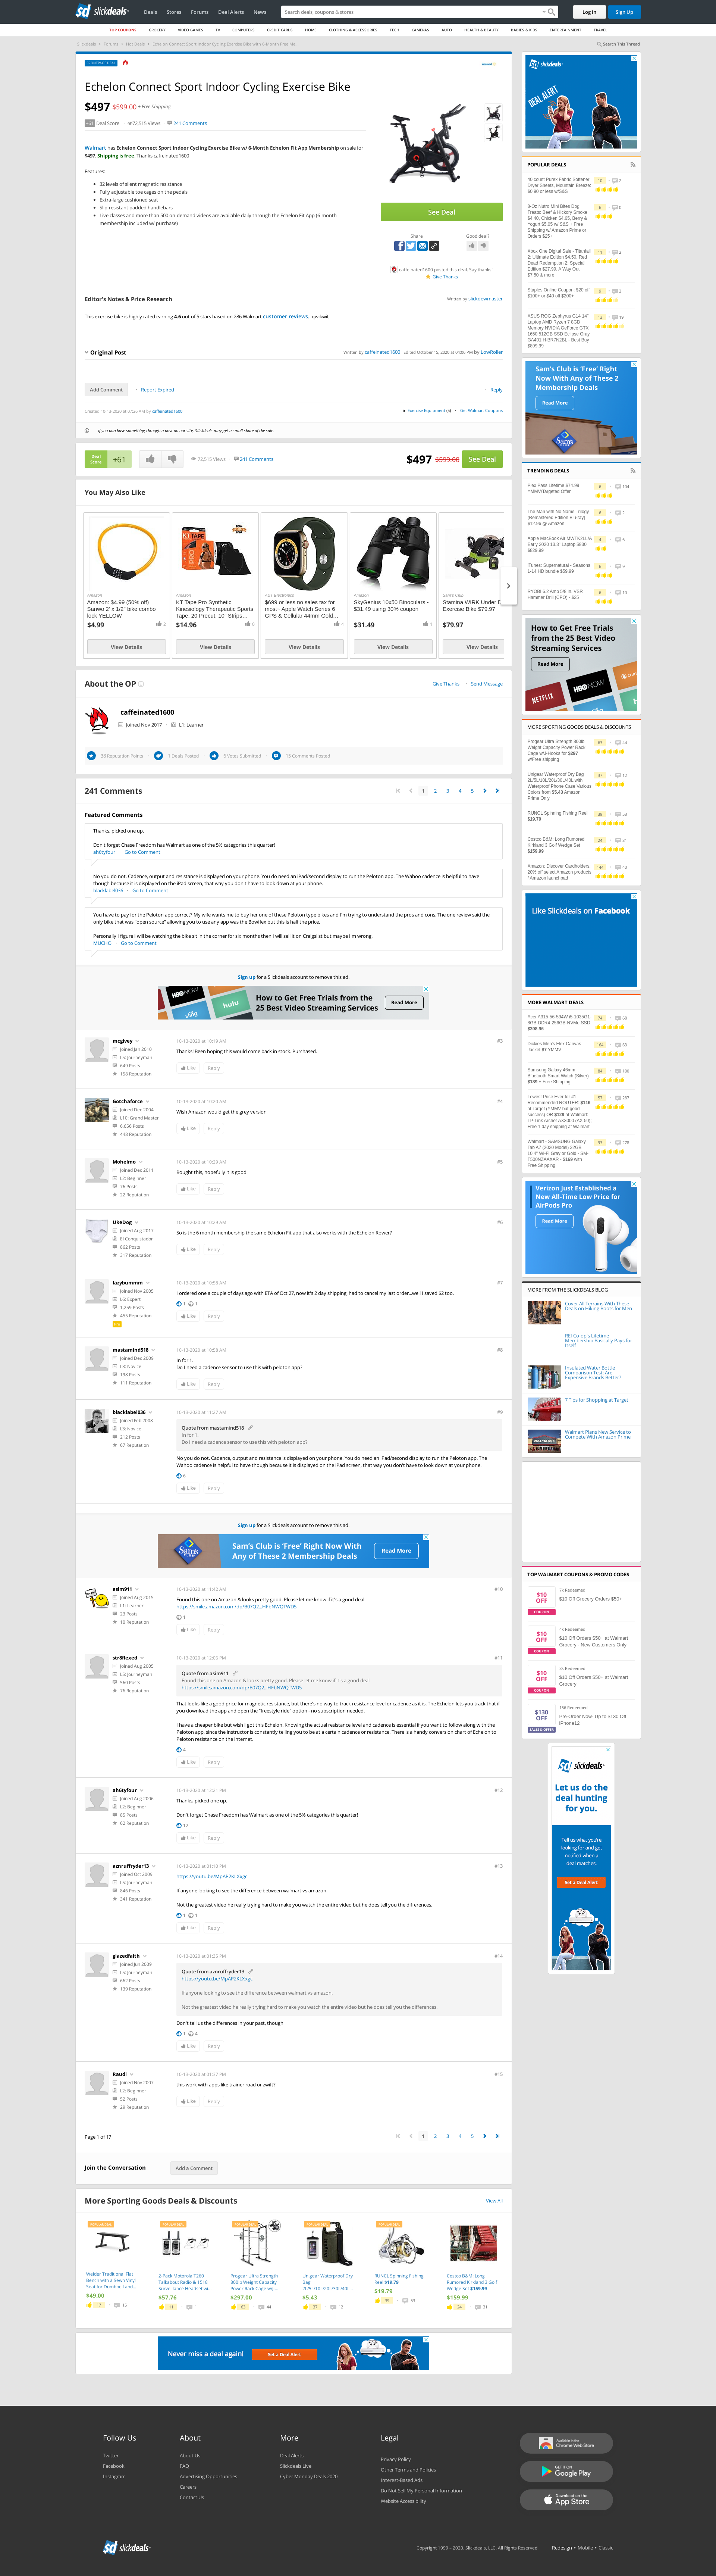 slickdeals
Deals
Stores
Forums
Deal Alerts
News
Search deals, coupons & stores
Log In
Sign Up
TOP COUPONS
GROCERY
VIDEO GAMES
TV
COMPUTERS
CREDIT CARDS
HOME
CLOTHING & ACCESSORIES
TECH
CAMERAS
AUTO
HEALTH & BEAUTY
BABIES & KIDS
ENTERTAINMENT
TRAVEL
Search This Thread
FRONTPAGE DEAL
Echelon Connect Sport Indoor Cycling Exercise Bike
$497 $599.00 + Free Shipping
+61 Deal Score 72,515 Views 241 Comments
Walmart has Echelon Connect Sport Indoor Cycling Exercise Bike w/ 6-Month Echelon Fit App Membership on sale for
$497. Shipping is free. Thanks caffeinated1600
Features:
32 levels of silent magnetic resistance
Fully adjustable toe cages on the pedals
Extra-large cushioned seat
Slip-resistant padded handlebars
Live classes and more than 500 on-demand videos are available daily through the Echelon Fit App (6-month
membership included w/ purchase)
See Deal
Share
Good deal?
caffeinated1600 posted this deal. Say thanks!
Give Thanks
Editor's Notes & Price Research
Written by slickdewmaster
This exercise bike is highly rated earning 4.6 out of 5 stars based on 286 Walmart customer reviews. -qwikwit
Original Post
Written by caffeinated1600 Edited October 15, 2020 at 04:06 PM by LowRoller
Add Comment
Report Expired
Reply
Created 10-13-2020 at 07:26 AM by caffeinated1600
in Exercise Equipment (5)
Get Walmart Coupons
If you purchase something through a post on our site, Slickdeals may get a small share of the sale.
Deal Score +61
72,515 Views 241 Comments
$497 $599.00 See Deal
You May Also Like
Amazon
Amazon: $4.99 (50% off)
Sanwo 2' x 1/2" bike combo
lock YELLOW
$4.99
View Details
Amazon
KT Tape Pro Synthetic
Kinesiology Therapeutic Sports
Tape, 20 Precut, 10" Strips...
$14.96
View Details
$699 or less no sales tax for
most~ Apple Watch Series 6
GPS & Cellular 44mm Gold...
View Details
Amazon
SkyGenius 10x50 Binoculars -
$31.49 using 30% coupon
$31.49
View Details
Sam's Club
Stamina WIRK Under D
Exercise Bike $79.97
$79.97
View Details
About the OP
Give Thanks
Send Message
caffeinated1600
Joined Nov 2017 L1: Learner
38 Reputation Points
1 Deals Posted
6 Votes Submitted
15 Comments Posted
241 Comments
1 2 3 4 5
Featured Comments
Thanks, picked one up.
Don't forget Chase Freedom has Walmart as one of the 5% categories this quarter!
ah6tyfour Go to Comment
No you do not. Cadence, output and resistance is displayed on your phone. You do need an iPad/android display to run the Peloton app. The Wahoo cadence is helpful to have
though because it is displayed on the iPad screen, that way you don't have to look down at your phone.
blacklabel036 Go to Comment
You have to pay for the Peloton app correct? My wife wants me to buy her one of these Peloton type bikes and I'm trying to understand the pros and cons. The one review said the
only bike that was "open source" allowing you to use any app was the Bowflex but this is half the price.
Personally I figure I will be watching the bike sit in the corner for six months then I will sell it on Craigslist but maybe I'm wrong.
MUCHO Go to Comment
Sign up for a Slickdeals account to remove this ad.
How to Get Free Trials from the
25 Best Video Streaming Services
Read More
mcgivey
Joined Jan 2010
L5: Journeyman
649 Posts
158 Reputation
10-13-2020 at 10:19 AM
#3
Thanks! Been hoping this would come back in stock. Purchased.
Like Reply
Gotchaforce
Joined Dec 2004
L10: Grand Master
6,656 Posts
448 Reputation
10-13-2020 at 10:20 AM
#4
Wish Amazon would get the grey version
Like Reply
Mohelmo
Joined Dec 2011
L2: Beginner
76 Posts
22 Reputation
10-13-2020 at 10:29 AM
#5
Bought this, hopefully it is good
Like Reply
UkeDog
Joined Aug 2017
El Conquistador
862 Posts
317 Reputation
10-13-2020 at 10:29 AM
#6
So is the 6 month membership the same Echelon Fit app that also works with the Echelon Rower?
Like Reply
lazybummm
Joined Nov 2005
L6: Expert
1,259 Posts
455 Reputation
#7
I ordered one a couple of days ago with ETA of Oct 27, now it's 2 day shipping, had to cancel my last order...well I saved $2 too.
1 1
Like Reply
mastamind518
Joined Dec 2009
L3: Novice
198 Posts
111 Reputation
#8
In for 1.
Do I need a cadence sensor to use this with peloton app?
Like Reply
blacklabel036
Joined Feb 2008
L3: Novice
212 Posts
67 Reputation
10-13-2020 at 11:27 AM
#9
Quote from mastamind518
In for 1.
Do I need a cadence sensor to use this with peloton app?
No you do not. Cadence, output and resistance is displayed on your phone. You do need an iPad/android display to run the Peloton app. The
Wahoo cadence is helpful to have though because it is displayed on the iPad screen, that way you don't have to look down at your phone.
Like Reply
Sign up for a Slickdeals account to remove this ad.
Sam's Club is 'Free' Right Now With
Any of These 2 Membership Deals
Read More
asim911
Joined Aug 2015
L1: Learner
23 Posts
10 Reputation
10-13-2020 at 11:42 AM
#10
Found this one on Amazon & looks pretty good. Please let me know if it's a good deal
https://smile.amazon.com/dp/B07Q2...HFbNWQTWDS
1
Like Reply
str8flexed
Joined Aug 2005
L5: Journeyman
560 Posts
76 Reputation
10-13-2020 at 12:06 PM
#11
Quote from asim911
Found this one on Amazon & looks pretty good. Please let me know if it's a good deal
https://smile.amazon.com/dp/B07Q2...HFbNWQTWDS
That looks like a good price for magnetic resistance, but there's no way to track resistance level or cadence as it is. The Echelon lets you track that if
you download the app and open their "freestyle ride" option - no subscription needed.
I have a cheaper bike but wish I got this Echelon. Knowing the actual resistance level and cadence is essential if you want to follow along with the
Peloton app, since the instructor is constantly telling you to be at a certain cadence or resistance. There is a handy conversion chart of Echelon to
Peloton resistance on the internet.
4
Like Reply
ah6tyfour
Joined Aug 2006
L2: Beginner
85 Posts
62 Reputation
10-13-2020 at 12:21 PM
#12
Thanks, picked one up.
Don't forget Chase Freedom has Walmart as one of the 5% categories this quarter!
12
Like Reply
aznruffryder13
Joined Oct 2009
L5: Journeyman
846 Posts
341 Reputation
10-13-2020 at 01:10 PM
#13
https://youtu.be/MpAP2KLXxgc
If anyone looking to see the difference between walmart vs amazon.
Not the greatest video he really trying hard to make you watch the entire video but he does tell you the differences.
1 1
Like Reply
glazedfaith
Joined Jun 2009
L5: Journeyman
662 Posts
139 Reputation
10-13-2020 at 01:35 PM
#14
Quote from aznruffryder13
https://youtu.be/MpAP2KLXxgc
If anyone looking to see the difference between walmart vs amazon.
Not the greatest video he really trying hard to make you watch the entire video but he does tell you the differences.
Don't tell us the differences in your past, though
1 4
Like Reply
Raudi
Joined Nov 2007
L2: Beginner
52 Posts
25 Reputation
10-13-2020 at 01:37 PM
#15
this work with apps like trainer road or zwift?
Like Reply
Page 1 of 17
1 2 3 4 5
Join the Conversation
Add a Comment
More Sporting Goods Deals & Discounts
View All
Weider Traditional Flat
Bench with a Sewn Vinyl
Seat for Dumbbell and...
$49.00
2-Pack Motorola T260
Talkabout Radio & 1518
Surveillance Headset w/...
$57.76
Progear Ultra Strength
800lb Weight Capacity
Power Rack Cage w/J...
$297.00
Unigear Waterproof Dry
Bag
2L/5L/10L/20L/30L/40L...
$5.43
RUNCL Spinning Fishing
Reel $19.79
$19.79
Costco B&M: Long
Rumored Kirkland 3 Golf
Wedge Set $159.99
$159.99
Never miss a deal again!
Set a Deal Alert
slickdeals
DEAL ALERT
POPULAR DEALS
40 count Purex Fabric Softener
Dryer Sheets, Mountain Breeze
$0.90 or less w/S&S
8-Oz Nutro Mini Bites Dog
Treats: Beef & Hickory Smoke
$4.40, Chicken $4.65, Berry &
Yogurt $5.05 w/ S&S + Free
Shipping w/ Amazon Prime or
Orders $25+
Xbox One Digital Sale - Titanfall
2: Ultimate Edition $4.50, Red
Dead Redemption 2: Special
Edition $27.99, A Way Out
$7.50 & more
Staples Online Coupon: $20 off
$100+ or $40 off $200+
ASUS ROG Zephyrus G14 14"
Laptop AMD Ryzen 7 8GB
Memory NVIDIA GeForce GTX
1650 512GB SSD Eclipse Gray
GA401IH-BR7N2BL - Best Buy
$899.99
Sam's Club is 'Free' Right
Now With Any of These 2
Membership Deals
Read More
TRENDING DEALS
Plex Pass Lifetime $74.99
YMMV/Targeted Offer
The Man with No Name Trilogy
(Remastered Edition Blu-ray)
$12.96 @ Amazon
Apple MacBook Air MWTK2LL/A
Early 2020 13.3" Laptop $800
$829.99
iTunes: Supernatural - Seasons
1-14 HD bundle $59.99
RYOBI 6.2 Amp 5/8 in. VSR
Hammer Drill (CPO) - $25
How to Get Free Trials
from the 25 Best Video
Streaming Services
Read More
NETFLIX
HBO NOW
MORE SPORTING GOODS DEALS & DISCOUNTS
Progear Ultra Strength 800lb
Weight Capacity Power Rack
Cage w/J-Hooks for $297
w/Free shipping
Unigear Waterproof Dry Bag
2L/5L/10L/20L/30L/40L with
Waterproof Phone Case Various
Colors from $5.43 Amazon
Prime Only
RUNCL Spinning Fishing Reel
$19.79
Costco B&M: Long Rumored
Kirkland 3 Golf Wedge Set
$159.99
Amazon: Discover Cardholders
20% off select Amazon products
/ Amazon launchpad
Like Slickdeals on Facebook
MORE WALMART DEALS
Acer A315-56-594W i5-1035G1-
8GB-DDR4-256GB-NVMe-SSD
$366.96
Dickies Men's Flex Canvas
Jacket $7 YMMV
Samsung Galaxy 46mm
Bluetooth Smart Watch (Silver)
$189 + Free Shipping
Lowest Price Ever for #1
Recommended ROUTER. $116
at Target (YMMV but good
success) OR $128 at Walmart
TP-Link Archer AX3000 (AX 50);
Free 1 day shipping at Walmart
Walmart - SAMSUNG Galaxy
Tab A7 (2020 Model) 32GB
10.4" Wi-Fi Gray or Gold - SM-
T500NZAAXAR - $169 with
Free Shipping
Verizon Just Established a
New All-Time Low Price for
AirPods Pro
Read More
MORE FROM THE SLICKDEALS BLOG
Cover All Terrains With These
Deals on Hiking Boots for Men
REI Co-op's Lifetime
Membership Basically Pays for
Itself
Insulated Water Bottle
Comparison Test: Are
Expensive Brands Better?
7 Tips for Shopping at Target
Walmart Plans New Service to
Compete With Amazon Prime
TOP WALMART COUPONS & PROMO CODES
$10 OFF
COUPON
$10 Off Grocery Orders $50+
$10 OFF
COUPON
$10 Off Orders $50+ at Walmart
Grocery - New Customers Only
$10 OFF
COUPON
$10 Off Orders $50+ at Walmart
Grocery
$130 OFF
SALES & OFFER
Pre-Order Now- Up to $130 Off
iPhone12
slickdeals
Let us do the
deal hunting
for you.
Tell us what you're
looking for and get
notified when a
deal matches.
Set a Deal Alert
Follow Us
Twitter
Facebook
Instagram
About
About Us
FAQ
Advertising Opportunities
Careers
Contact Us
More
Deal Alerts
Slickdeals Live
Cyber Monday Deals 2020
Legal
Privacy Policy
Other Terms and Policies
Interest-Based Ads
Do Not Sell My Personal Information
Website Accessibility
Available in the
Chrome Web Store
GET IT ON
Google Play
Download on the
App Store
slickdeals
Copyright 1999 - 2020. Slickdeals, LLC. All Rights Reserved
Redesign • Mobile • Classic